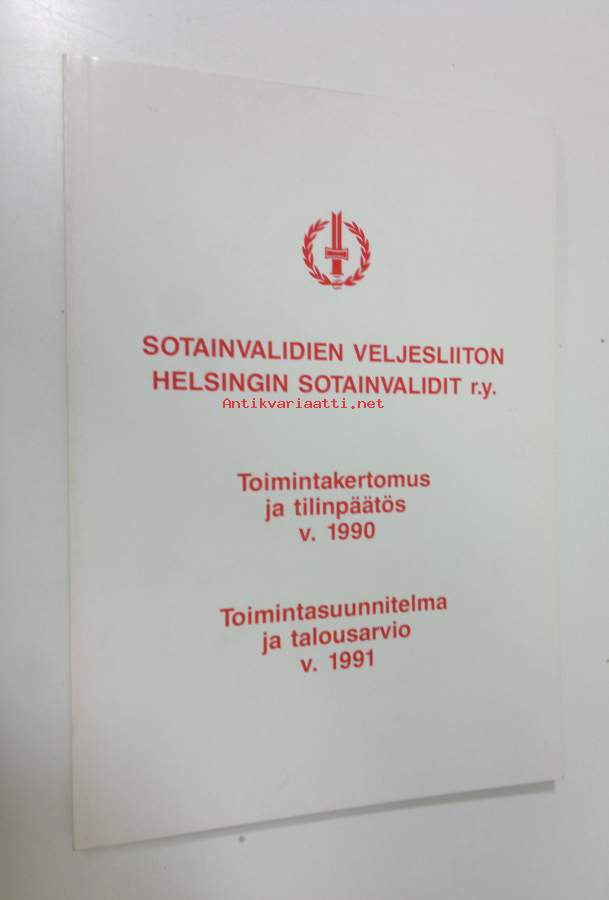 SOTAINVALIDIEN VELJESLIITON
HELSINGIN SOTAINVALIDIT r.y.
Antikvariaatti.net
Toimintakertomus
ja tilinpäätös
v. 1990
Toimintasuunnitelma
ja talousarvio
v. 1991